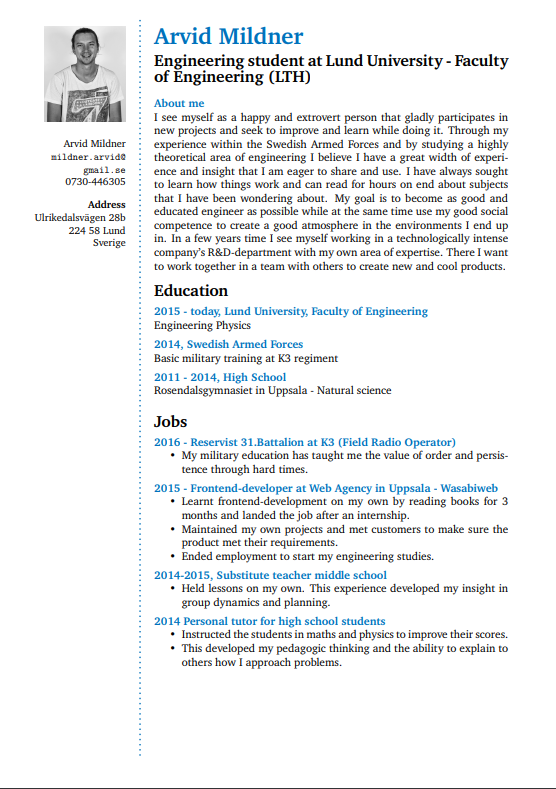 Arvid Mildner
mildner.arvid@
gmail.se
0730-446305
Address
Ulrikedalsvägen 28b
224 58 Lund
Sverige
Arvid Mildner
Engineering student at Lund University - Faculty
of Engineering (LTH)
About me
I see myself as a happy and extrovert person that gladly participates in
new projects and seek to improve and learn while doing it. Through my
experience within the Swedish Armed Forces and by studying a highly
theoretical area of engineering I believe I have a great width of experi-
ence and insight that I am eager to share and use. I have always sought
to learn how things work and can read for hours on end about subjects
that I have been wondering about. My goal is to become as good and
educated engineer as possible while at the same time use my good social
competence to create a good atmosphere in the environments I end up
in. In a few years time I see myself working in a technologically intense
company's R&D-department with my own area of expertise. There I want
to work together in a team with others to create new and cool products.
Education
2015 - today, Lund University, Faculty of Engineering
Engineering Physics
2014, Swedish Armed Forces
Basic military training at K3 regiment
2011 - 2014, High School
Rosendalsgymnasiet in Uppsala - Natural science
Jobs
2016 - Reservist 31.Battalion at K3 (Field Radio Operator)
• My military education has taught me the value of order and persis-
tence through hard times.
2015 - Frontend-developer at Web Agency in Uppsala - Wasabiweb
• Learnt frontend-development on my own by reading books for 3
months and landed the job after an internship.
• Maintained my own projects and met customers to make sure the
product met their requirements.
• Ended employment to start my engineering studies.
2014-2015, Substitute teacher middle school
• Held lessons on my own. This experience developed my insight in
group dynamics and planning.
2014 Personal tutor for high school students
• Instructed the students in maths and physics to improve their scores.
• This developed my pedagogic thinking and the ability to explain to
others how I approach problems.